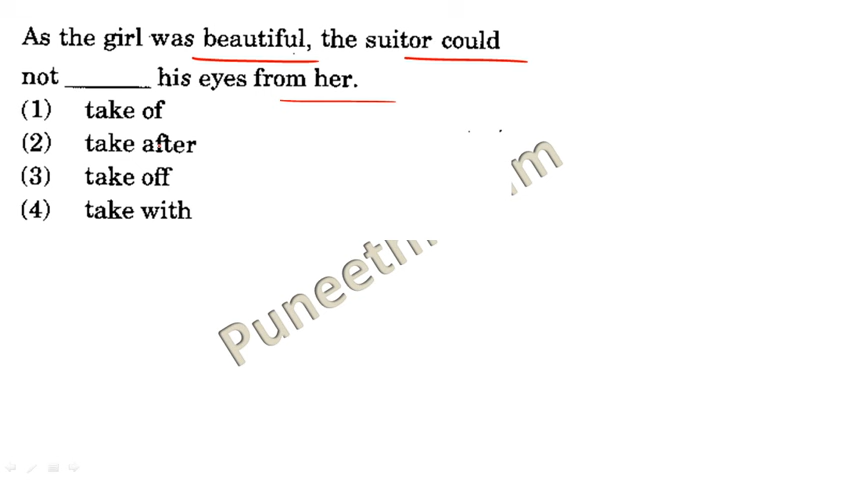 As the girl was beautiful, the suitor could
not ______ his eyes from her.
(1) take of
(2) take after
(3) take off
(4) take with